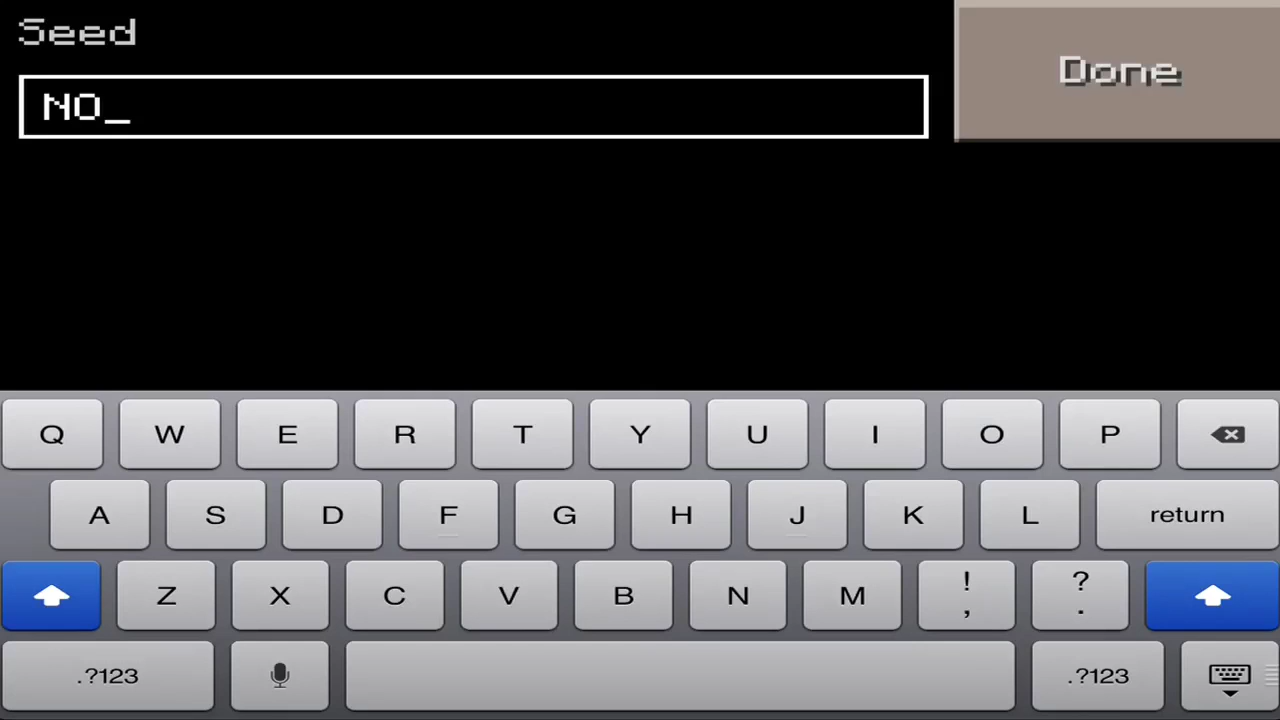 Seed
Done
NO_
Q W E R T Y U I O P
A S D F G H J K L return
Z X C V B N M ! , ? .
.?123 .?123